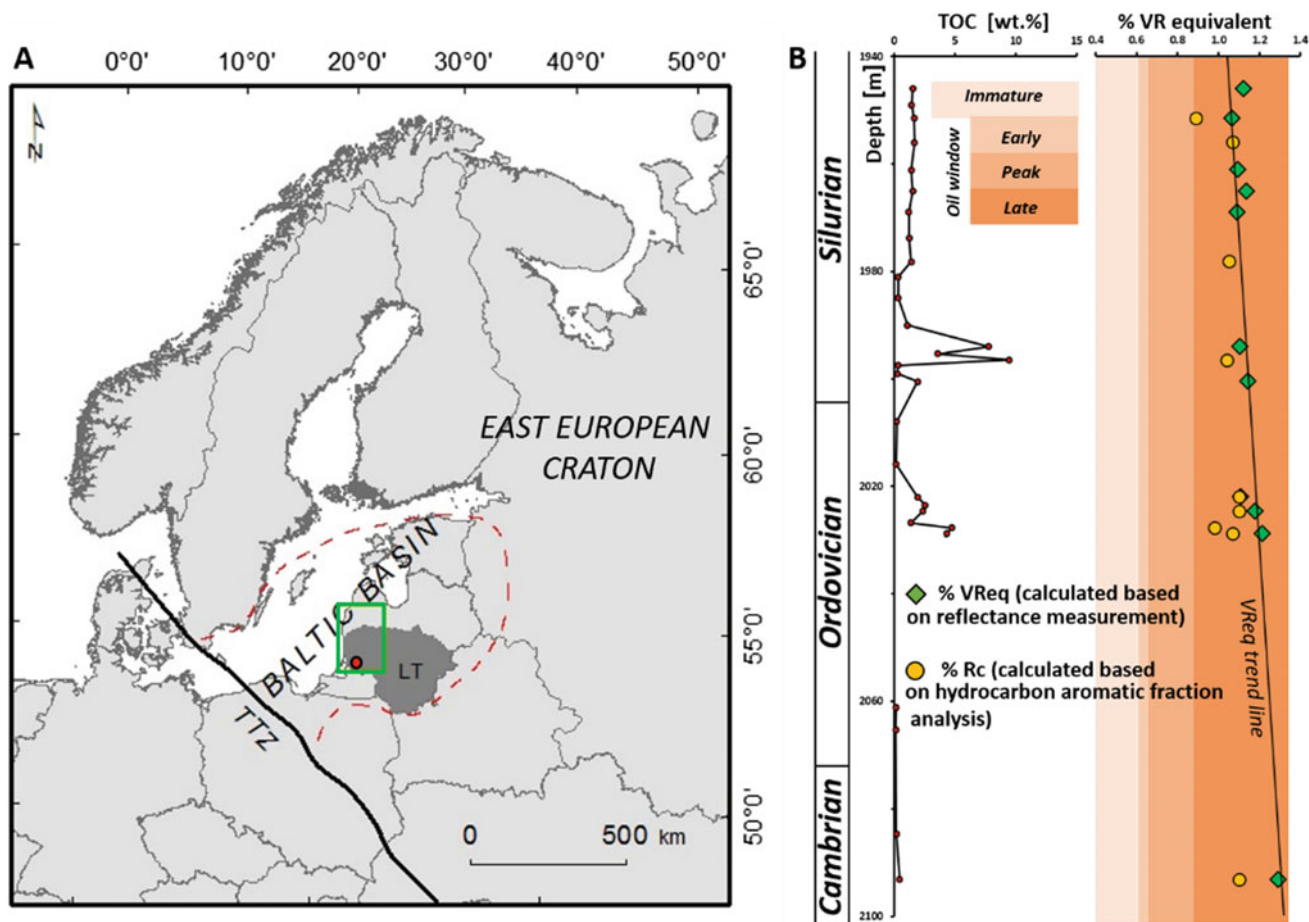 A
0°0'
10°0'
20°0'
30°0'
40°0'
50°0'
N
65°0'
60°0'
55°0'
50°0'
EAST EUROPEAN
CRATON
BALTIC BASIN
LT
TTZ
0
500 km
B
TOC [wt.%]
% VR equivalent
0
5
10
15
0.4
0.6
0.8
1.0
1.2
1.4
Depth [m]
1940
1980
2020
2060
2100
Silurian
Ordovician
Cambrian
Immature
Oil window
Early
Peak
Late
% VReq (calculated based
on reflectance measurement)
% Rc (calculated based
on hydrocarbon aromatic fraction
analysis)
VReq trend line